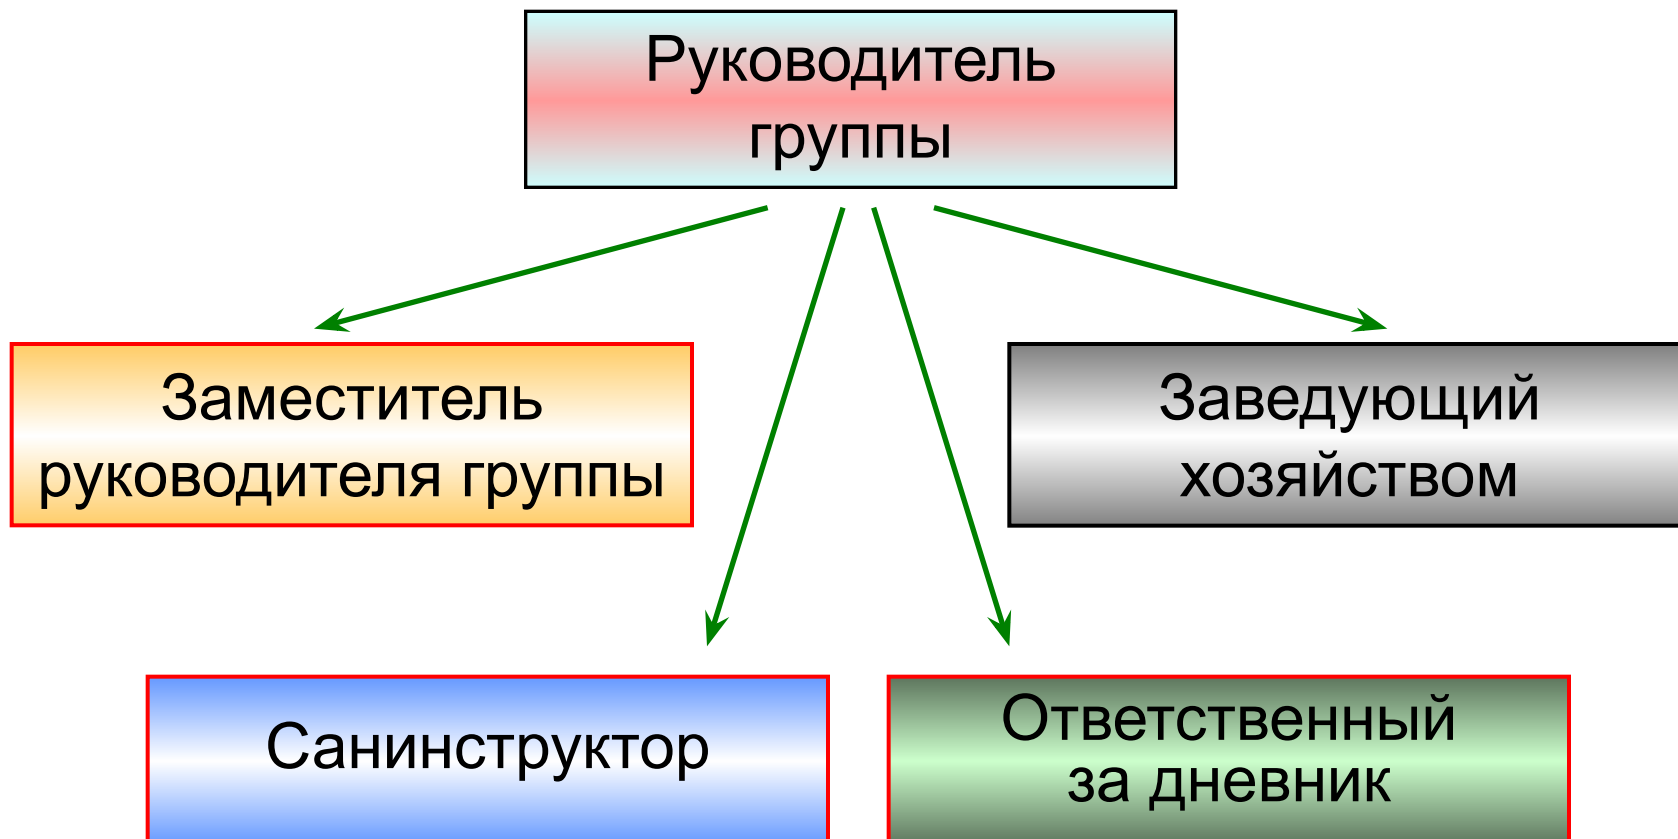 Руководитель
группы
Заместитель
руководителя группы
Заведующий
хозяйством
Санинструктор
Ответственный
за дневник